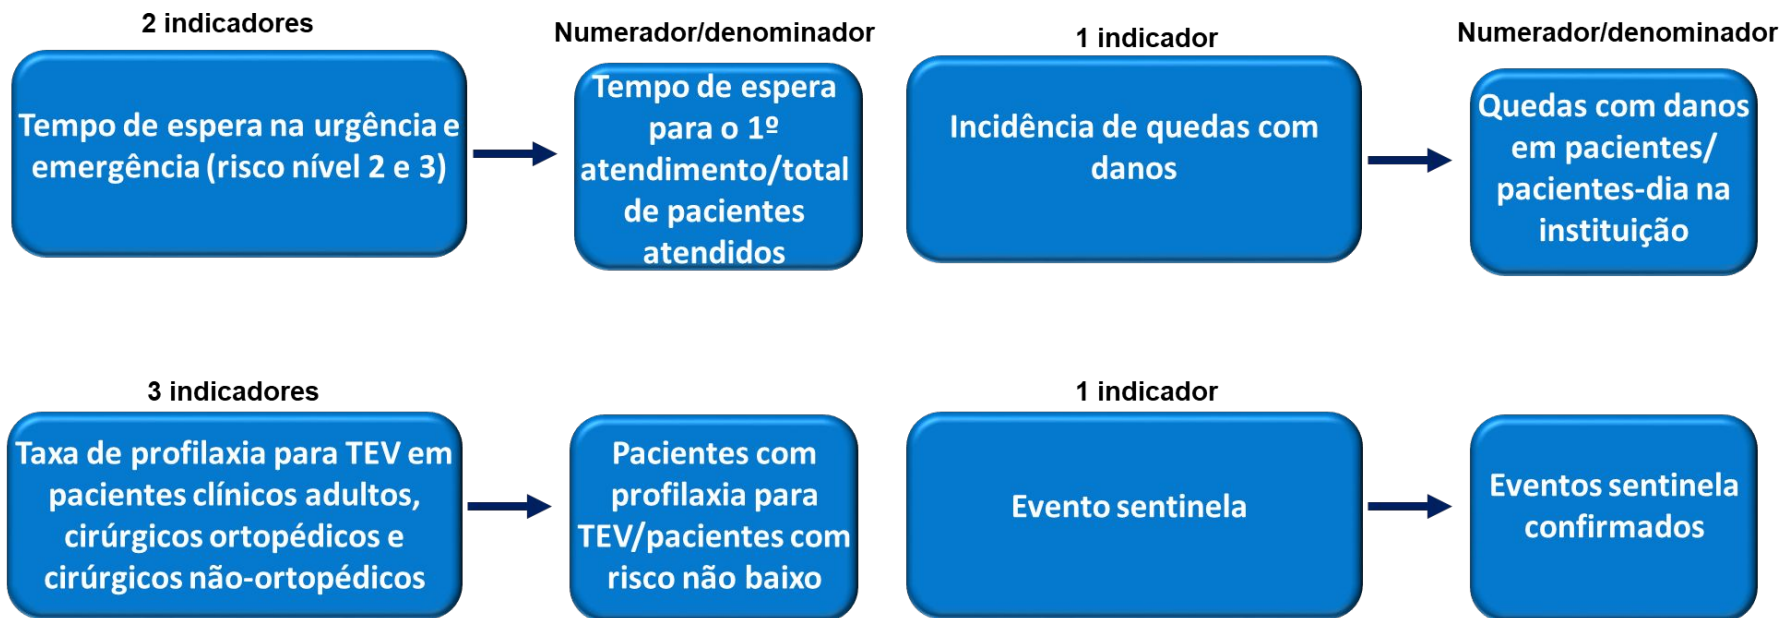 2 indicadores
Tempo de espera na urgência e
emergência (risco nível 2 e 3)
Numerador/denominador
Tempo de espera
para o 1º
atendimento/total
de pacientes
atendidos
1 indicador
Incidência de quedas com
danos
Numerador/denominador
Quedas com danos
em pacientes/
pacientes-dia na
instituição
3 indicadores
Taxa de profilaxia para TEV em
pacientes clínicos adultos,
cirúrgicos ortopédicos e
cirúrgicos não-ortopédicos
Pacientes com
profilaxia para
TEV/pacientes com
risco não baixo
1 indicador
Evento sentinela
Eventos sentinela
confirmados